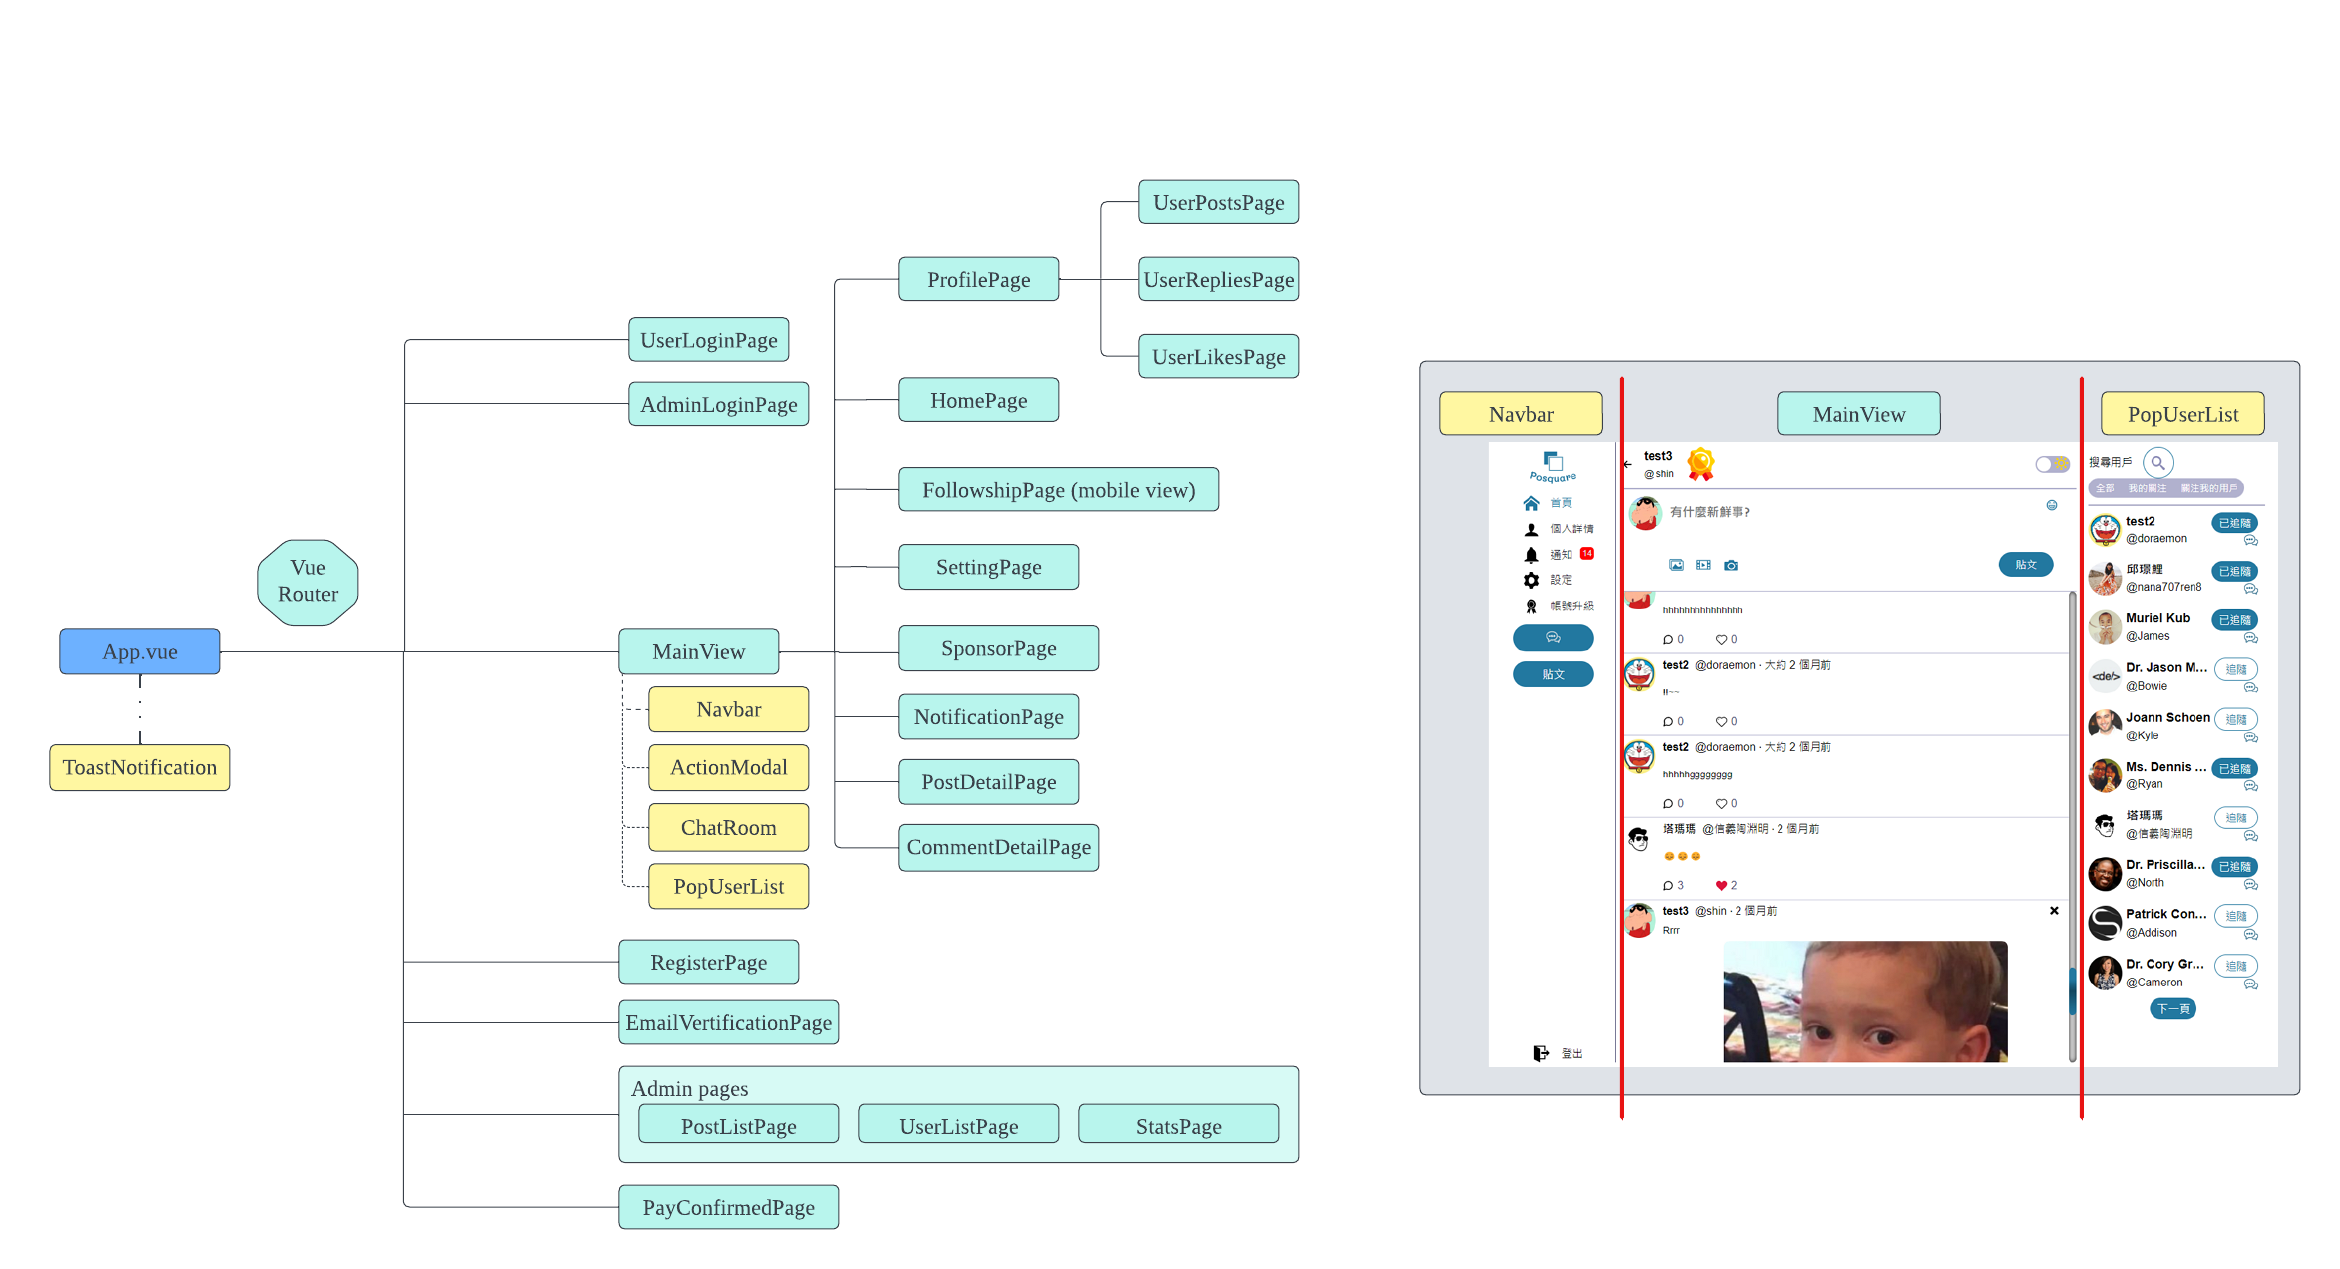 UserPostsPage
ProfilePage
UserRepliesPage
UserLikesPage
UserLoginPage
AdminLoginPage
HomePage
FollowshipPage (mobile view)
SettingPage
Vue
Router
App.vue
MainView
SponsorPage
Navbar
NotificationPage
ToastNotification
ActionModal
PostDetailPage
ChatRoom
CommentDetailPage
PopUserList
RegisterPage
EmailVertificationPage
Admin pages
PostListPage
UserListPage
StatsPage
PayConfirmedPage
Navbar
MainView
PopUserList
Posquare
首頁
個人詳情
通知 14
設定
帳號升級
貼文
登出
test3
@shin
有什麼新鮮事?
貼文
hhhhhhhhhhhhhhh
0 0
test2 @doraemon · 大約 2 個月前
!!~~
0 0
test2 @doraemon · 大約 2 個月前
hhhhhgggggggg
0 0
塔瑪瑪 @信義陶淵明 · 2 個月前
3 2
test3 @shin · 2 個月前
Rrrr
搜尋用戶
全部 我的關注 關注我的用戶
test2 已追隨
@doraemon
邱璟鯉 已追隨
@nana707ren8
Muriel Kub 已追隨
@James
<de/> Dr. Jason M... 追隨
@Bowie
Joann Schoen 追隨
@Kyle
Ms. Dennis ... 已追隨
@Ryan
塔瑪瑪 追隨
@信義陶淵明
Dr. Priscilla... 已追隨
@North
Patrick Con... 追隨
@Addison
Dr. Cory Gr... 追隨
@Cameron
下一頁